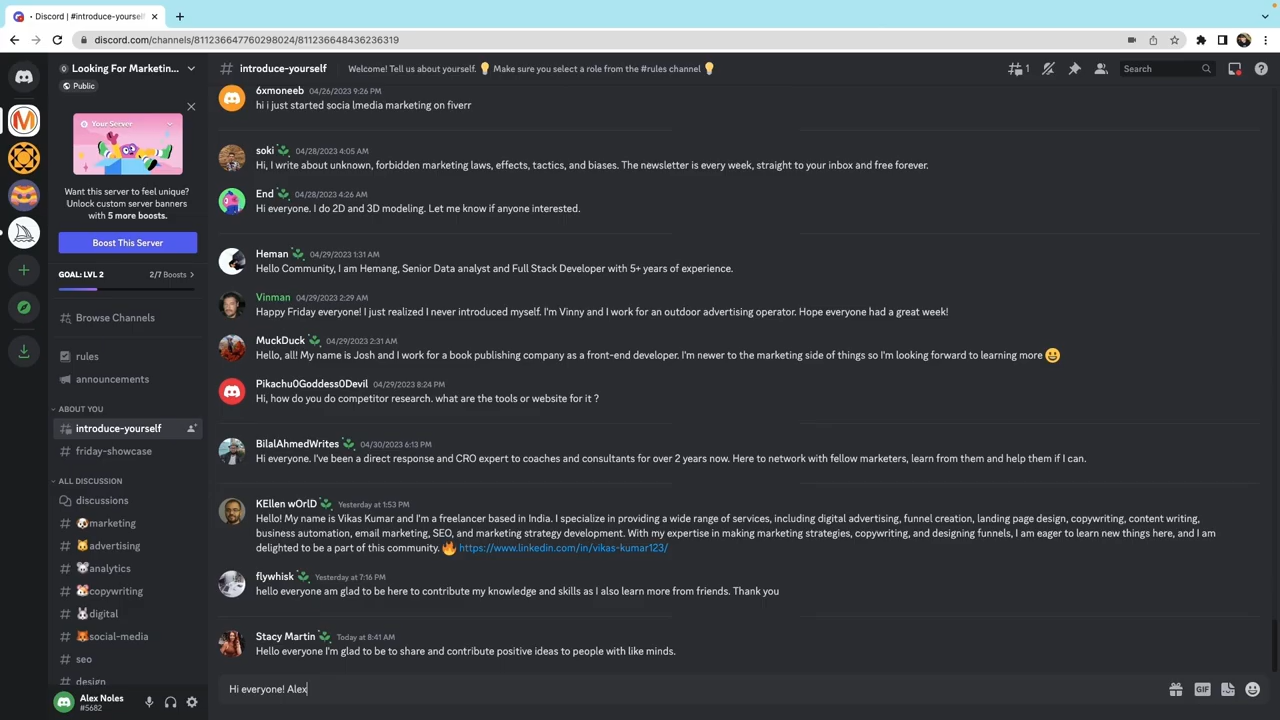 Discord | #introduce-yourself
discord.com/channels/811236647760298024/811236648436236319
Looking For Marketin...
Public
# introduce-yourself
Welcome! Tell us about yourself. 💡 Make sure you select a role from the #rules channel 💡
1
Search
Your Server
Want this server to feel unique?
Unlock custom server banners
with 5 more boosts.
Boost This Server
GOAL: LVL 2
2/7 Boosts
Browse Channels
rules
announcements
ABOUT YOU
introduce-yourself
# friday-showcase
ALL DISCUSSION
discussions
# 🐶marketing
# 🐱advertising
# 🐭analytics
# 🐹copywriting
# 🐰digital
# 🦊social-media
# seo
# design
Alex Noles
#5682
6xmoneeb 04/26/2023 9:26 PM
hi i just started socia lmedia marketing on fiverr
soki 04/28/2023 4:05 AM
Hi, I write about unknown, forbidden marketing laws, effects, tactics, and biases. The newsletter is every week, straight to your inbox and free forever.
End 04/28/2023 4:26 AM
Hi everyone. I do 2D and 3D modeling. Let me know if anyone interested.
Heman 04/29/2023 1:31 AM
Hello Community, I am Hemang, Senior Data analyst and Full Stack Developer with 5+ years of experience.
Vinman 04/29/2023 2:29 AM
Happy Friday everyone! I just realized I never introduced myself. I'm Vinny and I work for an outdoor advertising operator. Hope everyone had a great week!
MuckDuck 04/29/2023 2:31 AM
Hello, all! My name is Josh and I work for a book publishing company as a front-end developer. I'm newer to the marketing side of things so I'm looking forward to learning more 😃
Pikachu0Goddess0Devil 04/29/2023 8:24 PM
Hi, how do you do competitor research. what are the tools or website for it ?
BilalAhmedWrites 04/30/2023 6:13 PM
Hi everyone. I've been a direct response and CRO expert to coaches and consultants for over 2 years now. Here to network with fellow marketers, learn from them and help them if I can.
KEllen wOrlD Yesterday at 1:53 PM
Hello! My name is Vikas Kumar and I'm a freelancer based in India. I specialize in providing a wide range of services, including digital advertising, funnel creation, landing page design, copywriting, content writing,
business automation, email marketing, SEO, and marketing strategy development. With my expertise in making marketing strategies, copywriting, and designing funnels, I am eager to learn new things here, and I am
delighted to be a part of this community. 🔥 https://www.linkedin.com/in/vikas-kumar123/
flywhisk Yesterday at 7:16 PM
hello everyone am glad to be here to contribute my knowledge and skills as I also learn more from friends. Thank you
Stacy Martin Today at 8:41 AM
Hello everyone I'm glad to be to share and contribute positive ideas to people with like minds.
Hi everyone! Alex
GIF